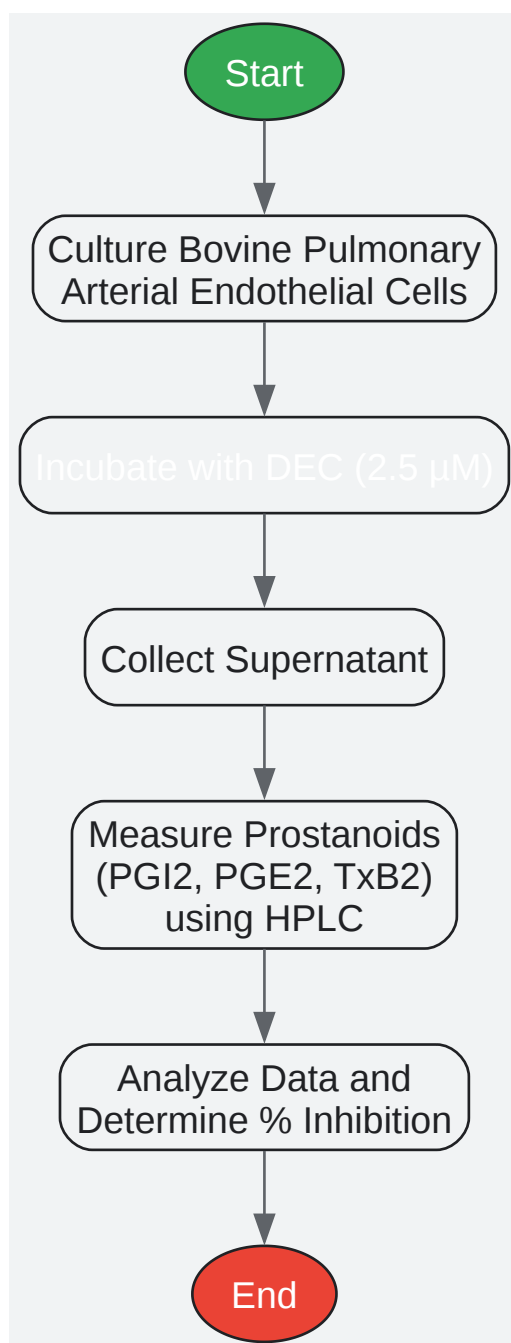 Start
Culture Bovine Pulmonary
Arterial Endothelial Cells
Incubate with DEC (2.5 µM)
Collect Supernatant
Measure Prostanoids
(PGI2, PGE2, TxB2)
using HPLC
Analyze Data and
Determine % Inhibition
End